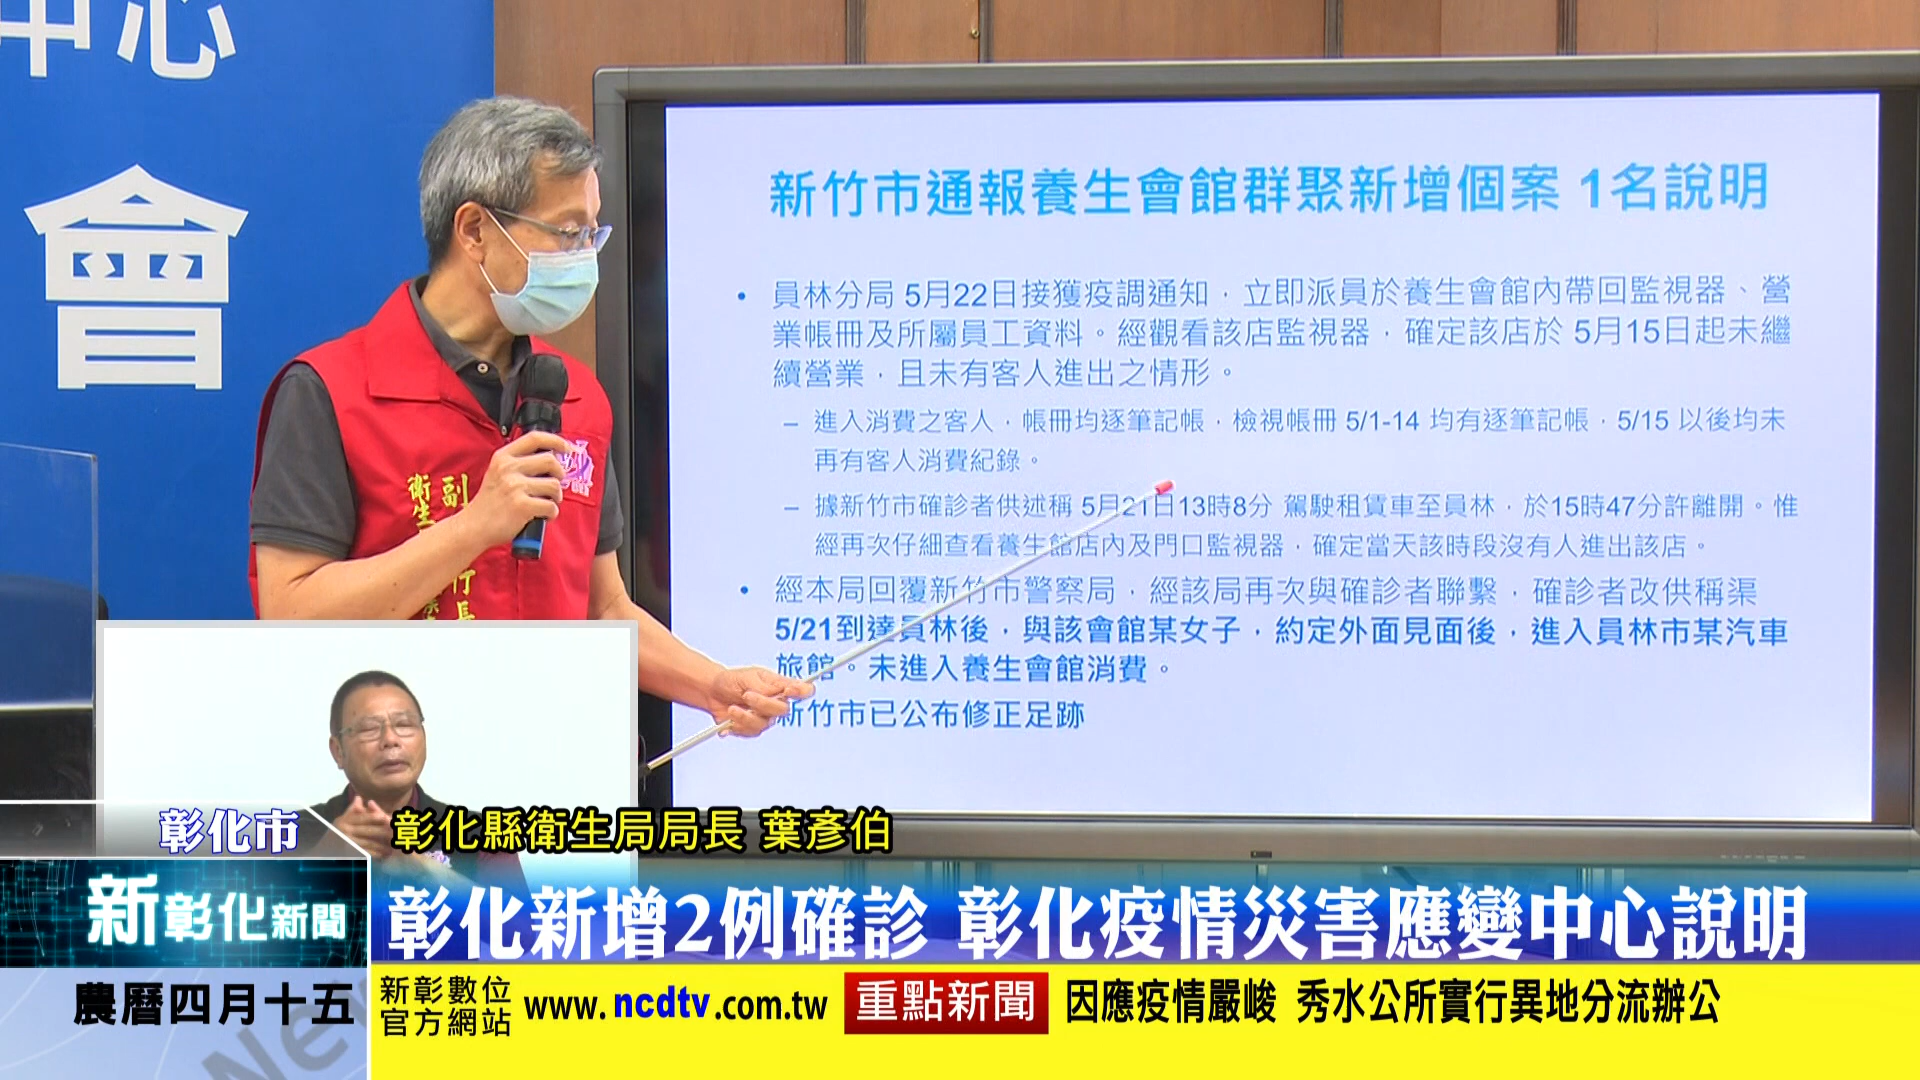 中心
會
新竹市通報養生會館群聚新增個案 1名說明
• 員林分局 5月22日接獲疫調通知，立即派員於養生會館內帶回監視器、營
業帳冊及所屬員工資料。經觀看該店監視器，確定該店於 5月15日起未繼
續營業，且未有客人進出之情形。
– 進入消費之客人，帳冊均逐筆記帳，檢視帳冊 5/1-14 均有逐筆記帳，5/15 以後均未
再有客人消費紀錄。
– 據新竹市確診者供述稱 5月21日13時8分 駕駛租賃車至員林，於15時47分許離開。惟
經再次仔細查看養生館店內及門口監視器，確定當天該時段沒有人進出該店。
• 經本局回覆新竹市警察局，經該局再次與確診者聯繫，確診者改供稱渠
5/21到達員林後，與該會館某女子，約定外面見面後，進入員林市某汽車
旅館。未進入養生會館消費。
新竹市已公布修正足跡
副
衛生
行長
彰化市
彰化縣衛生局局長 葉彥伯
新彰化新聞
彰化新增2例確診 彰化疫情災害應變中心說明
農曆四月十五
新彰數位
官方網站
www.ncdtv.com.tw
重點新聞
因應疫情嚴峻 秀水公所實行異地分流辦公